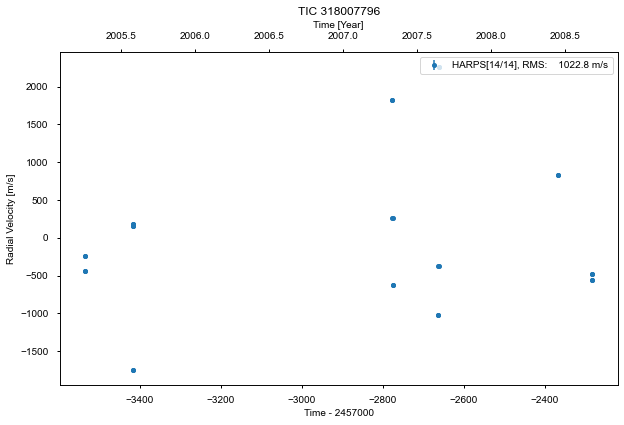 TIC 318007796
Time [Year]
2005.5 2006.0 2006.5 2007.0 2007.5 2008.0 2008.5
HARPS[14/14], RMS: 1022.8 m/s
2000
1500
1000
500
0
−500
−1000
−1500
Radial Velocity [m/s]
−3400 −3200 −3000 −2800 −2600 −2400
Time - 2457000